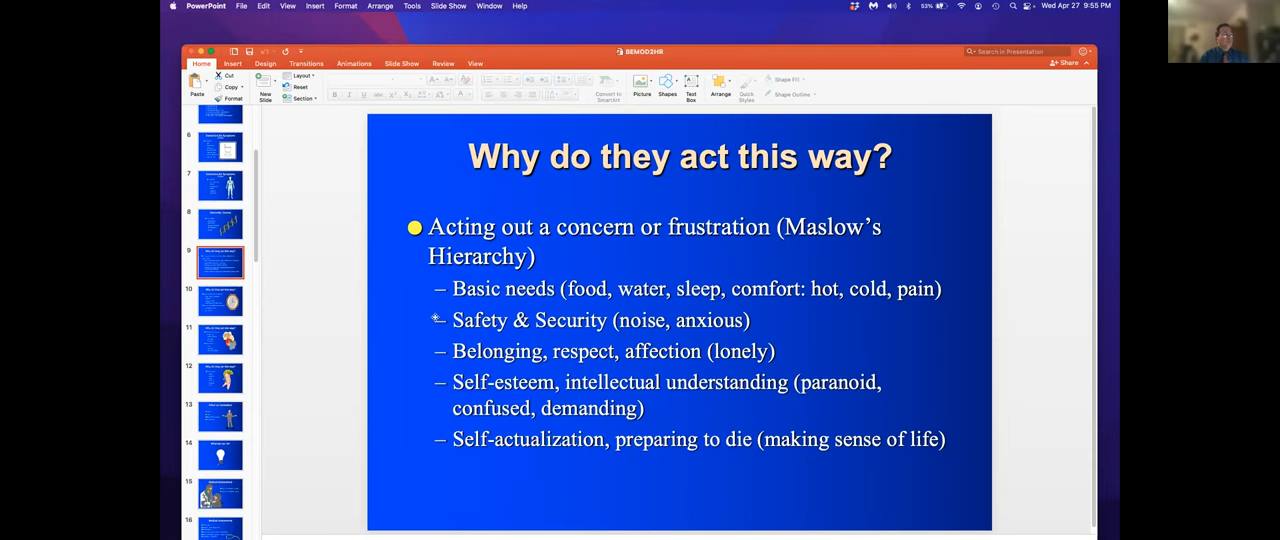 PowerPoint File Edit View Insert Format Arrange Tools Slide Show Window Help 53% Wed Apr 27 9:55 PM
BEMOD2HR
Search in Presentation
Home Insert Design Transitions Animations Slide Show Review View Share
Paste Cut Copy Format New Slide Layout Reset Section Convert to SmartArt Picture Shapes Text Box Arrange Quick Styles Shape Fill Shape Outline
6
7
8
9
10
11
12
13
14
15
16
Why do they act this way?
Acting out a concern or frustration (Maslow's
Hierarchy)
– Basic needs (food, water, sleep, comfort: hot, cold, pain)
– Safety & Security (noise, anxious)
– Belonging, respect, affection (lonely)
– Self-esteem, intellectual understanding (paranoid,
confused, demanding)
– Self-actualization, preparing to die (making sense of life)